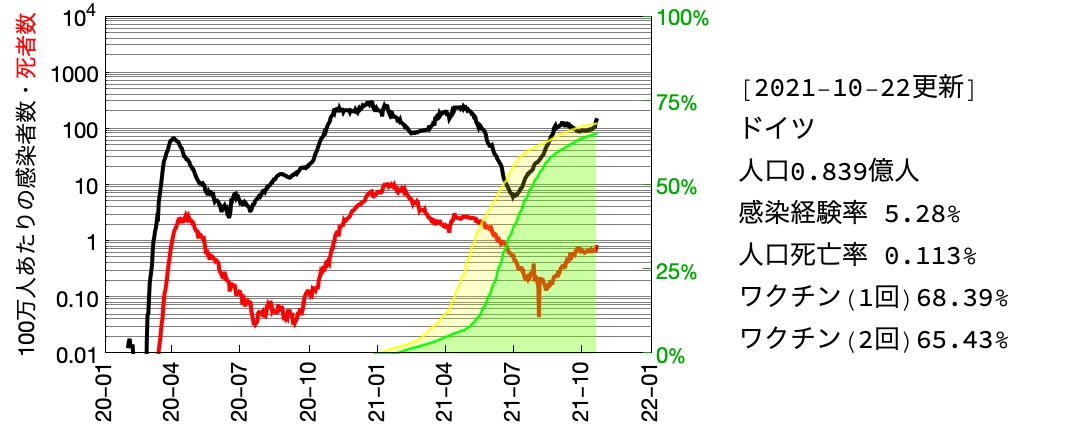 100万人あたりの感染者数・死者数
10^4
1000
100
10
1
0.10
0.01
100%
75%
50%
25%
0%
20-01
20-04
20-07
20-10
21-01
21-04
21-07
21-10
22-01
[2021-10-22更新]
ドイツ
人口0.839億人
感染経験率 5.28%
人口死亡率 0.113%
ワクチン(1回)68.39%
ワクチン(2回)65.43%